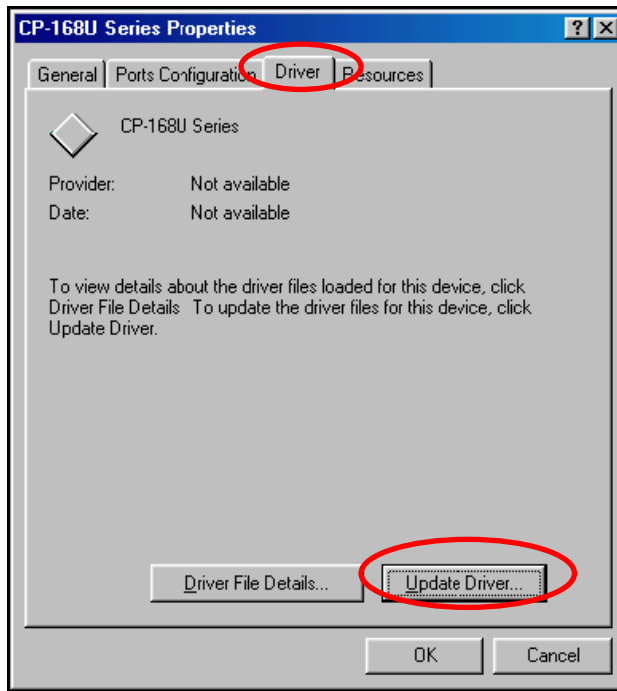 CP-168U Series Properties
General
Ports Configuration
Driver
Resources
CP-168U Series
Provider: Not available
Date: Not available
To view details about the driver files loaded for this device, click
Driver File Details To update the driver files for this device, click
Update Driver.
Driver File Details...
Update Driver...
OK
Cancel